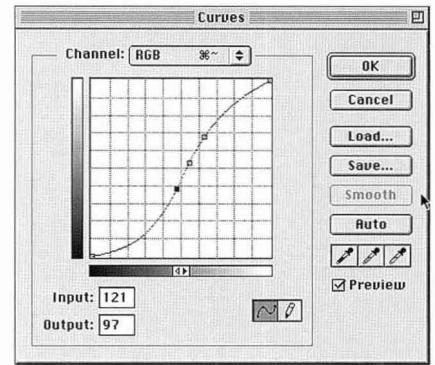 Curves
Channel: RGB ⌘~
OK
Cancel
Load...
Save...
Smooth
Auto
Preview
Input: 121
Output: 97